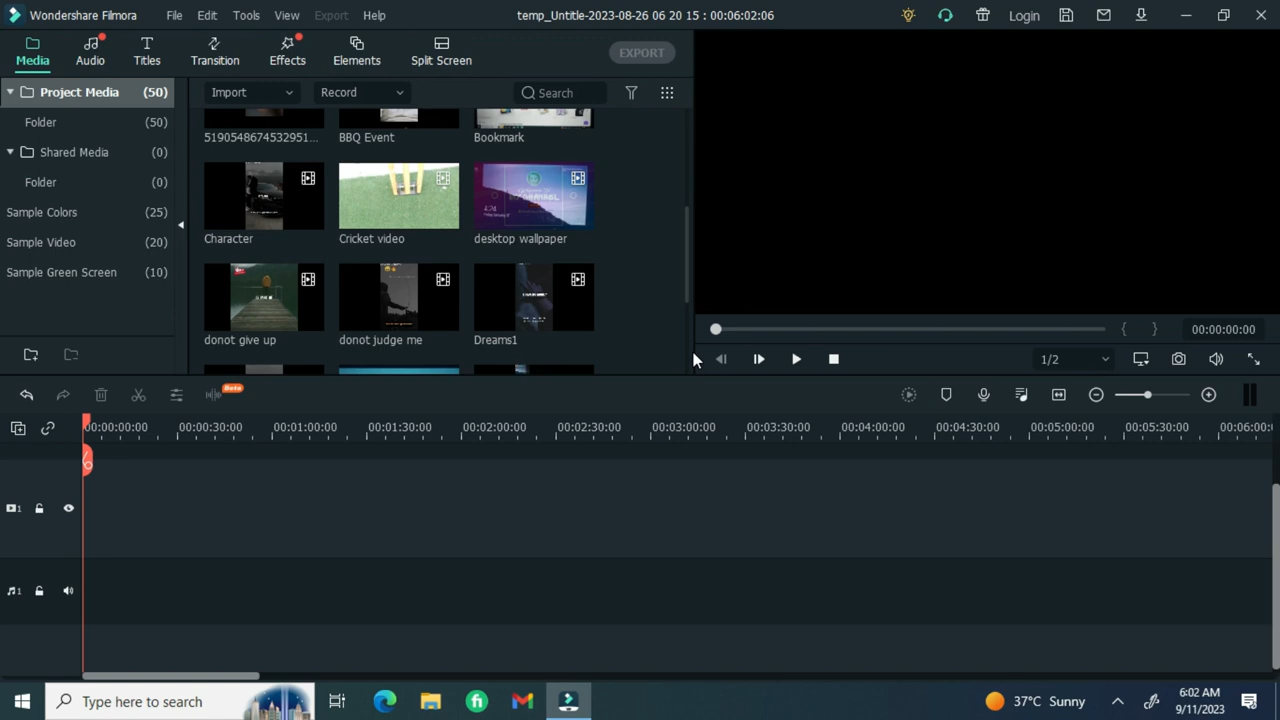 Wondershare Filmora File Edit Tools View Export Help temp_Untitle-2023-08-26 06 20 15 : 00:06:02:06 Login
Media Audio Titles Transition Effects Elements Split Screen EXPORT
Project Media (50)
Folder (50)
Shared Media (0)
Folder (0)
Sample Colors (25)
Sample Video (20)
Sample Green Screen (10)
Import Record Search
5190548674532951... BBQ Event Bookmark
Character Cricket video desktop wallpaper
donot give up donot judge me Dreams1
00:00:00:00
1/2
Beta
00:00:00:00 00:00:30:00 00:01:00:00 00:01:30:00 00:02:00:00 00:02:30:00 00:03:00:00 00:03:30:00 00:04:00:00 00:04:30:00 00:05:00:00 00:05:30:00 00:06:00:0
1
1
Type here to search 37°C Sunny 6:02 AM
9/11/2023